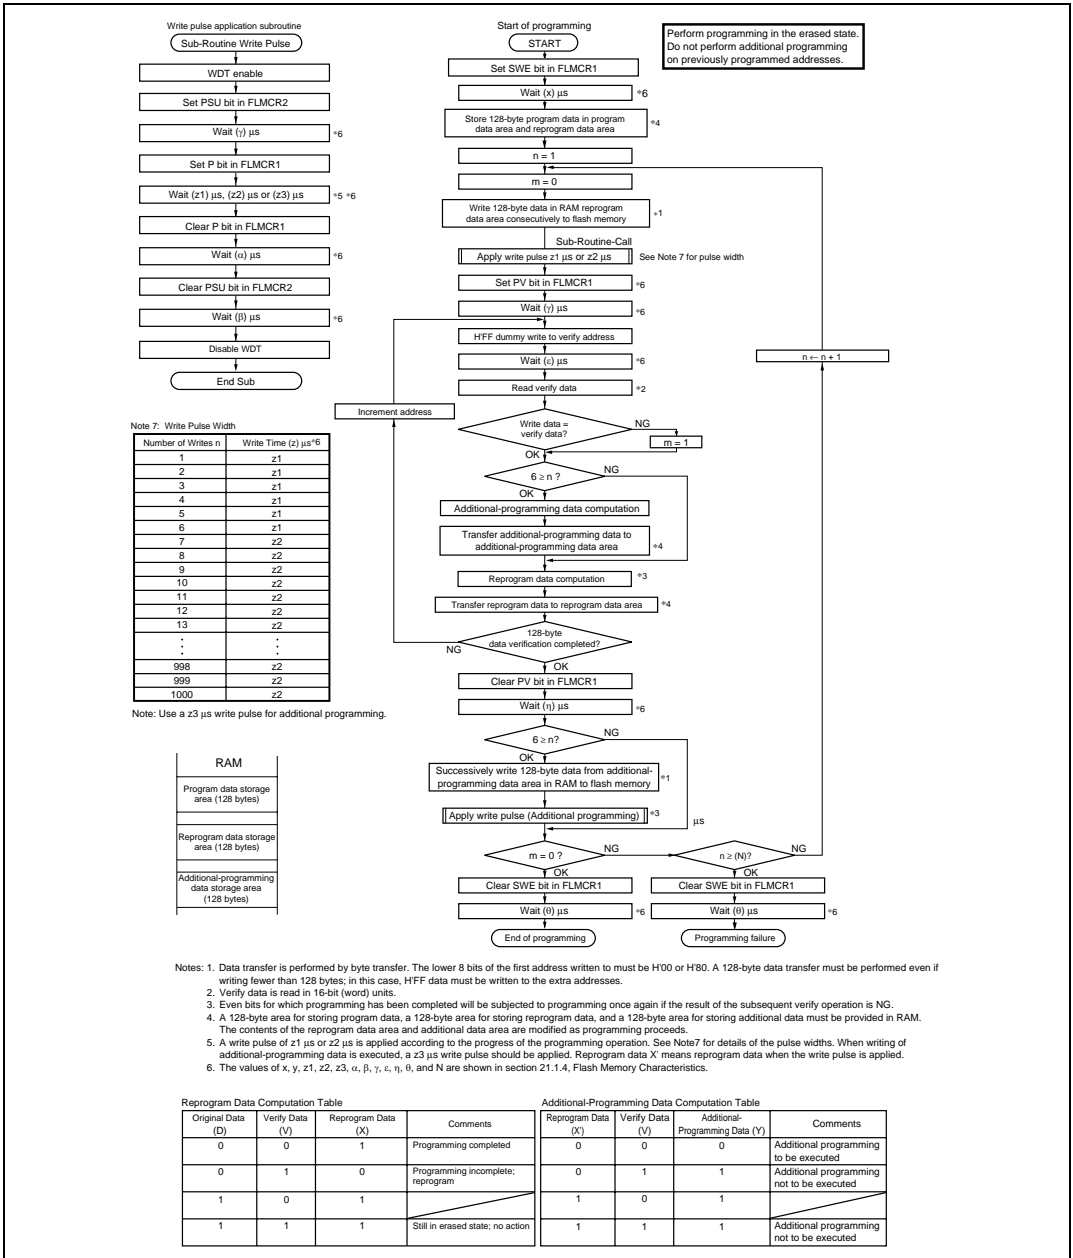 Write pulse application subroutine
Sub-Routine Write Pulse
WDT enable
Set PSU bit in FLMCR2
Wait (γ) µs
*6
Set P bit in FLMCR1
Wait (z1) µs, (z2) µs or (z3) µs
*5 *6
Clear P bit in FLMCR1
Wait (α) µs
*6
Clear PSU bit in FLMCR2
Wait (β) µs
*6
Disable WDT
End Sub
Note 7: Write Pulse Width
Number of Writes n Write Time (z) µs*6
1 z1
2 z1
3 z1
4 z1
5 z1
6 z1
7 z2
8 z2
9 z2
10 z2
11 z2
12 z2
13 z2
998 z2
999 z2
1000 z2
Note: Use a z3 µs write pulse for additional programming.
RAM
Program data storage
area (128 bytes)
Reprogram data storage
area (128 bytes)
Additional-programming
data storage area
(128 bytes)
Start of programming
START
Perform programming in the erased state.
Do not perform additional programming
on previously programmed addresses.
Set SWE bit in FLMCR1
Wait (x) µs
*6
Store 128-byte program data in program
data area and reprogram data area
*4
n = 1
m = 0
Write 128-byte data in RAM reprogram
data area consecutively to flash memory
*1
Sub-Routine-Call
Apply write pulse z1 µs or z2 µs
See Note 7 for pulse width
Set PV bit in FLMCR1
*6
Wait (γ) µs
*6
H'FF dummy write to verify address
Wait (ε) µs
*6
Read verify data
*2
Increment address
n ← n + 1
Write data =
verify data?
NG
m = 1
OK
6 ≥ n ?
NG
OK
Additional-programming data computation
Transfer additional-programming data to
additional-programming data area
*4
Reprogram data computation
*3
Transfer reprogram data to reprogram data area
*4
128-byte
data verification completed?
NG
OK
Clear PV bit in FLMCR1
Wait (η) µs
*6
6 ≥ n?
NG
OK
Successively write 128-byte data from additional-
programming data area in RAM to flash memory
*1
Apply write pulse (Additional programming)
*3
µs
m = 0 ?
NG
n ≥ (N)?
NG
OK
OK
Clear SWE bit in FLMCR1
Clear SWE bit in FLMCR1
Wait (θ) µs
*6
Wait (θ) µs
*6
End of programming
Programming failure
Notes: 1. Data transfer is performed by byte transfer. The lower 8 bits of the first address written to must be H'00 or H'80. A 128-byte data transfer must be performed even if
writing fewer than 128 bytes; in this case, H'FF data must be written to the extra addresses.
2. Verify data is read in 16-bit (word) units.
3. Even bits for which programming has been completed will be subjected to programming once again if the result of the subsequent verify operation is NG.
4. A 128-byte area for storing program data, a 128-byte area for storing reprogram data, and a 128-byte area for storing additional data must be provided in RAM.
The contents of the reprogram data area and additional data area are modified as programming proceeds.
5. A write pulse of z1 µs or z2 µs is applied according to the progress of the programming operation. See Note7 for details of the pulse widths. When writing of
additional-programming data is executed, a z3 µs write pulse should be applied. Reprogram data X' means reprogram data when the write pulse is applied.
6. The values of x, y, z1, z2, z3, α, β, γ, ε, η, θ, and N are shown in section 21.1.4, Flash Memory Characteristics.
Reprogram Data Computation Table
Original Data (D) Verify Data (V) Reprogram Data (X) Comments
0 0 1 Programming completed
0 1 0 Programming incomplete; reprogram
1 0 1
1 1 1 Still in erased state; no action
Additional-Programming Data Computation Table
Reprogram Data (X') Verify Data (V) Additional-Programming Data (Y) Comments
0 0 0 Additional programming to be executed
0 1 1 Additional programming not to be executed
1 0 1
1 1 1 Additional programming not to be executed